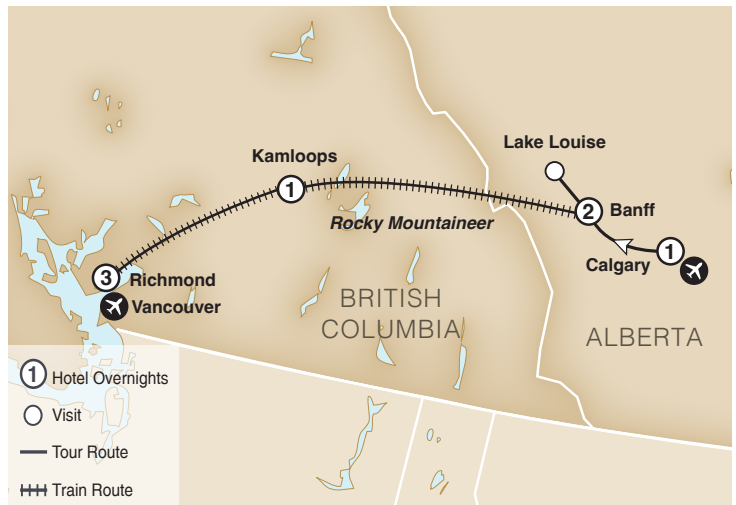 Lake Louise
Kamloops
1
Rocky Mountaineer
2
Banff
1
Calgary
3
Richmond
Vancouver
BRITISH
COLUMBIA
ALBERTA
1 Hotel Overnights
Visit
Tour Route
Train Route